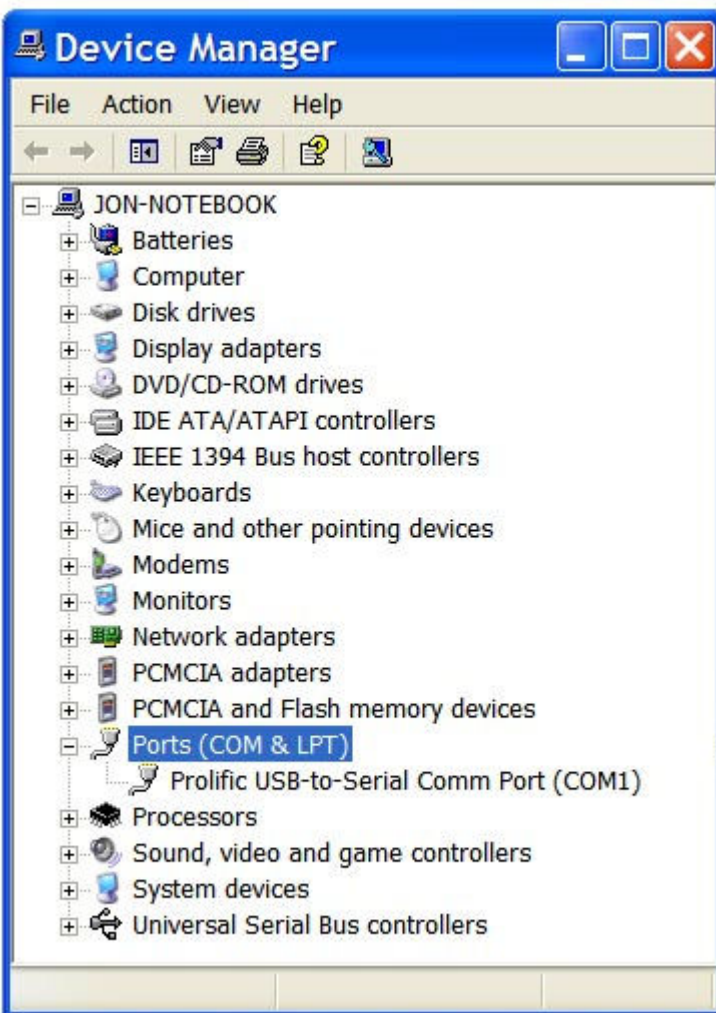 Device Manager
File Action View Help
JON-NOTEBOOK
Batteries
Computer
Disk drives
Display adapters
DVD/CD-ROM drives
IDE ATA/ATAPI controllers
IEEE 1394 Bus host controllers
Keyboards
Mice and other pointing devices
Modems
Monitors
Network adapters
PCMCIA adapters
PCMCIA and Flash memory devices
Ports (COM & LPT)
Prolific USB-to-Serial Comm Port (COM1)
Processors
Sound, video and game controllers
System devices
Universal Serial Bus controllers